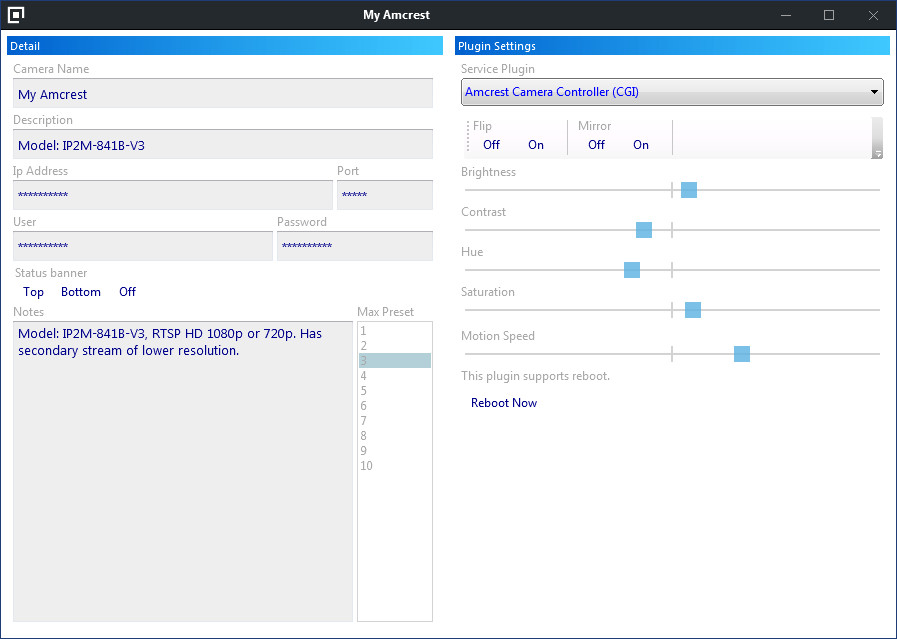 My Amcrest
Detail
Camera Name
My Amcrest
Description
Model: IP2M-841B-V3
Ip Address
Port
**********
*****
User
Password
**********
**********
Status banner
Top Bottom Off
Notes
Model: IP2M-841B-V3, RTSP HD 1080p or 720p. Has
secondary stream of lower resolution.
Max Preset
1
2
3
4
5
6
7
8
9
10
Plugin Settings
Service Plugin
Amcrest Camera Controller (CGI)
Flip
Off On
Mirror
Off On
Brightness
Contrast
Hue
Saturation
Motion Speed
This plugin supports reboot.
Reboot Now